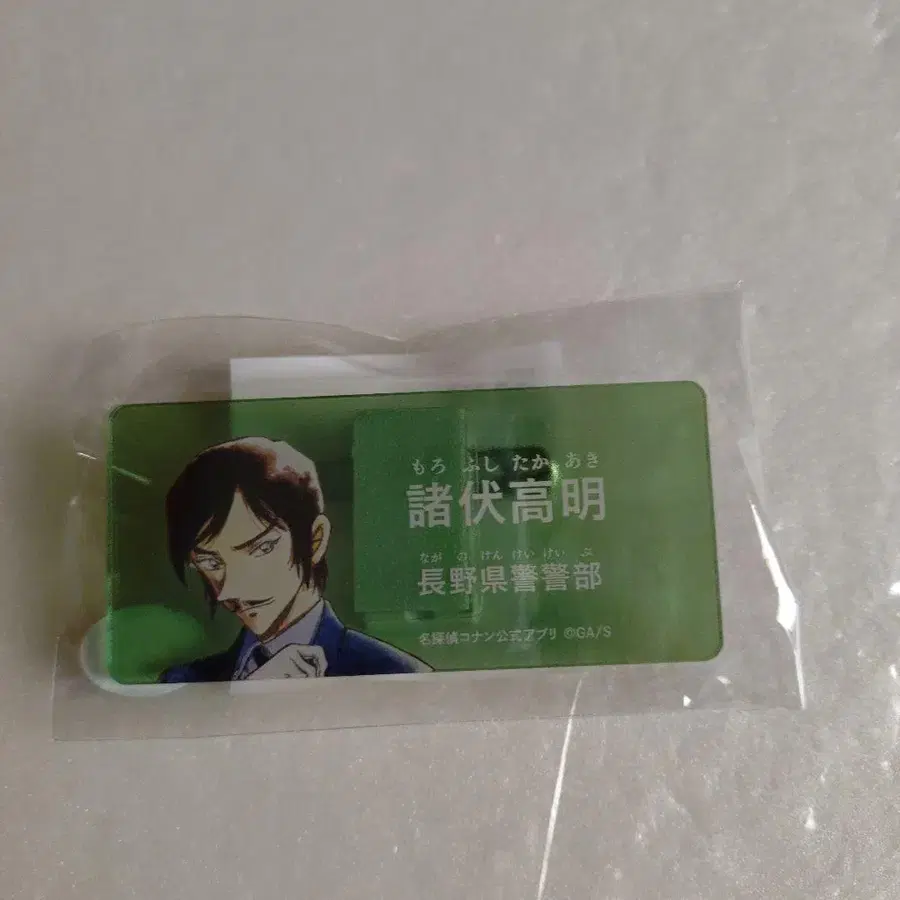 もろ ふし たか あき
諸伏高明
なが の けん けい けい ぶ
長野県警警部
名探偵コナン公式アプリ ©GA/S